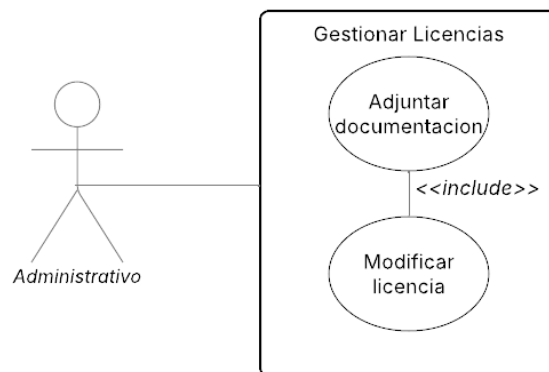 Gestionar Licencias
Adjuntar
documentacion
<<include>>
Modificar
licencia
Administrativo